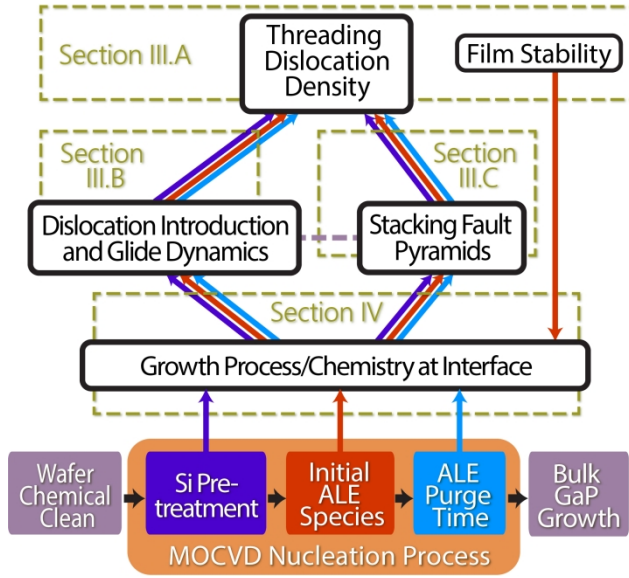 Section III.A
Threading
Dislocation
Density
Film Stability
Section
III.B
Section
III.C
Dislocation Introduction
and Glide Dynamics
Stacking Fault
Pyramids
Section IV
Growth Process/Chemistry at Interface
Wafer
Chemical
Clean
Si Pre-
treatment
Initial
ALE
Species
ALE
Purge
Time
Bulk
GaP
Growth
MOCVD Nucleation Process